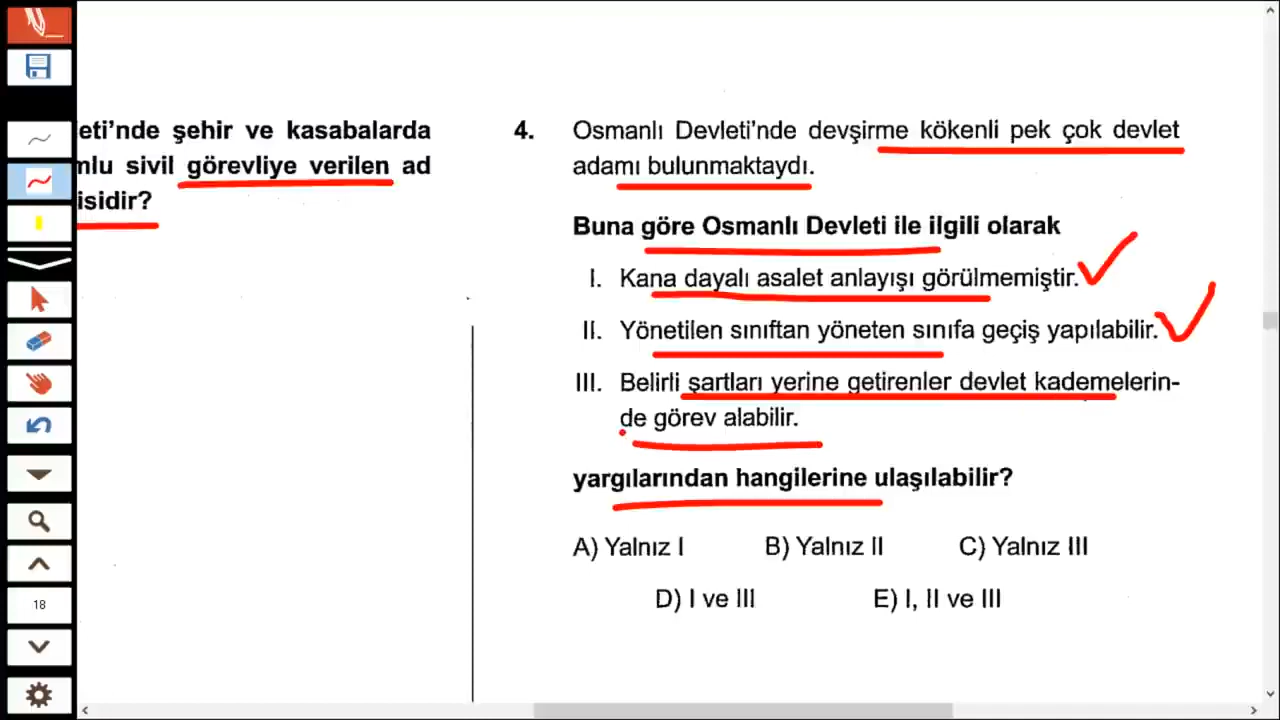 eti’nde şehir ve kasabalarda
mlu sivil görevliye verilen ad
isidir?
4. Osmanlı Devleti’nde devşirme kökenli pek çok devlet
adamı bulunmaktaydı.
Buna göre Osmanlı Devleti ile ilgili olarak
I. Kana dayalı asalet anlayışı görülmemiştir.
II. Yönetilen sınıftan yöneten sınıfa geçiş yapılabilir.
III. Belirli şartları yerine getirenler devlet kademelerin-
de görev alabilir.
yargılarından hangilerine ulaşılabilir?
A) Yalnız I B) Yalnız II C) Yalnız III
D) I ve III E) I, II ve III
18